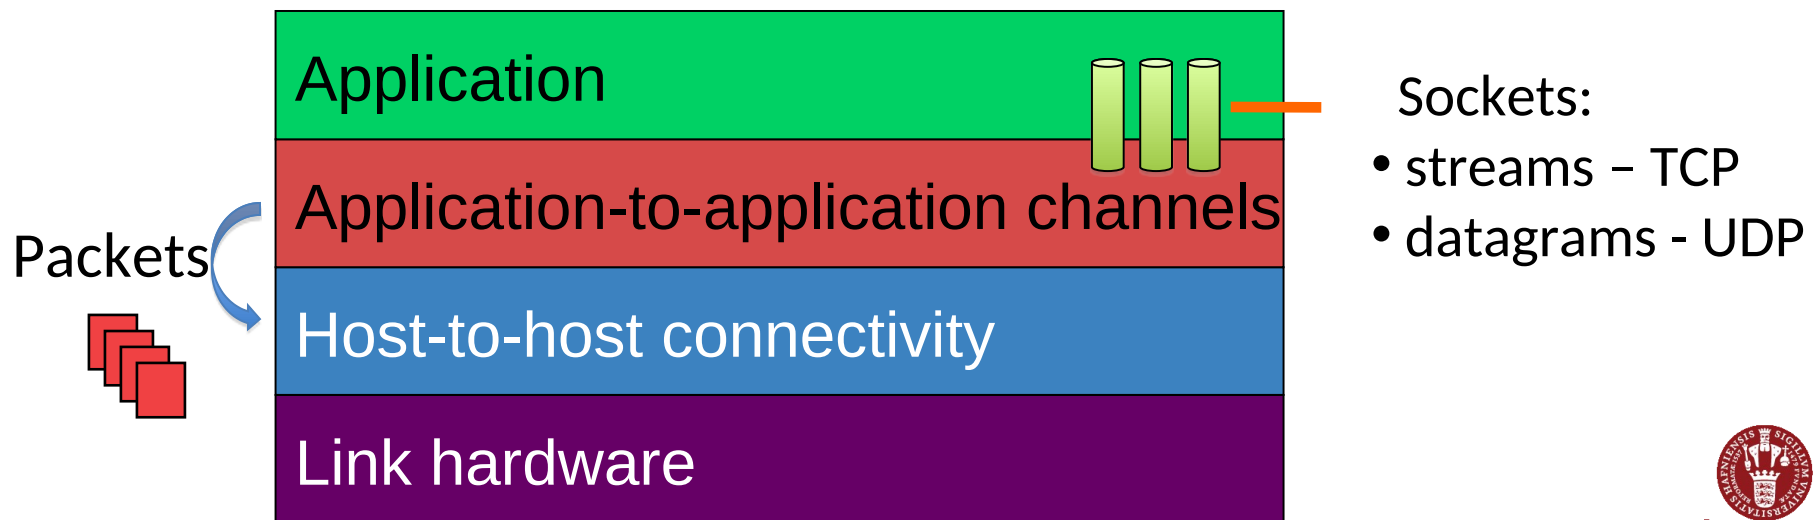 Application
Application-to-application channels
Host-to-host connectivity
Link hardware
Packets
Sockets:
• streams – TCP
• datagrams - UDP